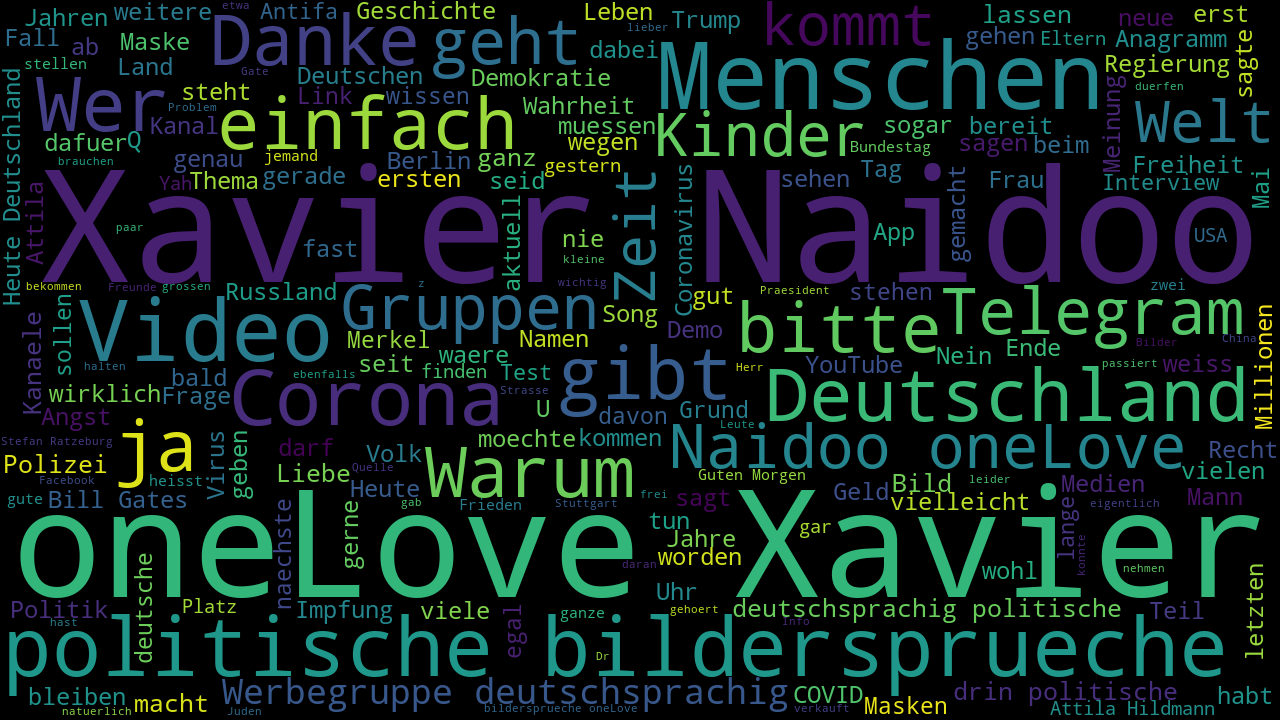 Jahren weitere etwa Antifa Geschichte Leben lieber Trump kommt lassen neue erst
Fall ab Maske Danke geht dabei gehen Eltern Anagramm sagte
stellen Land Gate Deutschen Demokratie Menschen Regierung
Wer steht Link wissen Wahrheit duerfen
Problem Kanal einfach muessen Kinder sogar bereit Meinung Welt
dafuer Q wegen Bundestag sagen beim
brauchen genau jemand Berlin ganz gestern Freiheit
Yah Thema gerade ersten seid sehen Tag Frau Interview Mai
Heute Deutschland Attila Xavier Zeit Coronavirus Naidoo
paar fast aktuell nie App gemacht USA
kleine
bekommen Freunde grossen z wichtig Praesident stehen zwei
Russland Gruppen Song gut bitte Telegram
Kanaele sollen Video Merkel Namen Demo Millionen
waere gibt Nein Ende Bilder China
halten seit finden Test Herr YouTube passiert weiss
wirklich bald Frage ebenfalls Strasse
Corona U davon Grund Deutschland
Angst Leute
Stefan Ratzeburg ja Virus geben darf Volk moechte kommen Naidoo oneLove Recht
Polizei Warum Guten Morgen vielen
Facebook heisst Liebe Quelle leider
gute Bill Gates Heute gab Frieden Stuttgart frei sagt Geld Bild Medien Mann
vielleicht eigentlich
oneLove gerne tun gar Xavier lange
naechste Jahre konnte
worden daran wohl nehmen
Uhr
Politik deutsche Platz Impfung viele egal ganze gehoert deutschsprachig politische Teil letzten
hast Info
politische Dr bildersprueche
bleiben Werbegruppe deutschsprachig COVID drin politische habt
natuerlich macht Juden bildersprueche oneLove verkauft Masken Attila Hildmann